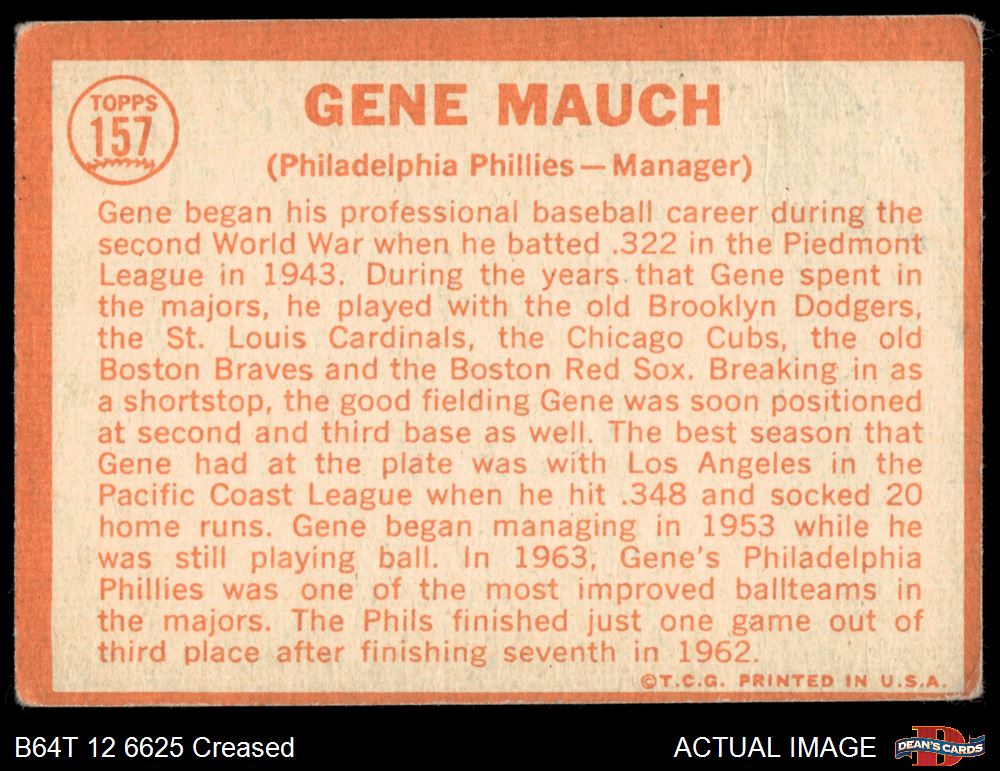 TOPPS
157
GENE MAUCH
(Philadelphia Phillies—Manager)
Gene began his professional baseball career during the
second World War when he batted .322 in the Piedmont
League in 1943. During the years that Gene spent in
the majors, he played with the old Brooklyn Dodgers,
the St. Louis Cardinals, the Chicago Cubs, the old
Boston Braves and the Boston Red Sox. Breaking in as
a shortstop, the good fielding Gene was soon positioned
at second and third base as well. The best season that
Gene had at the plate was with Los Angeles in the
Pacific Coast League when he hit .348 and socked 20
home runs. Gene began managing in 1953 while he
was still playing ball. In 1963, Gene's Philadelphia
Phillies was one of the most improved ballteams in
the majors. The Phils finished just one game out of
third place after finishing seventh in 1962.
©T.C.G. PRINTED IN U.S.A.
B64T 12 6625 Creased
ACTUAL IMAGE
D
DEAN'S CARDS